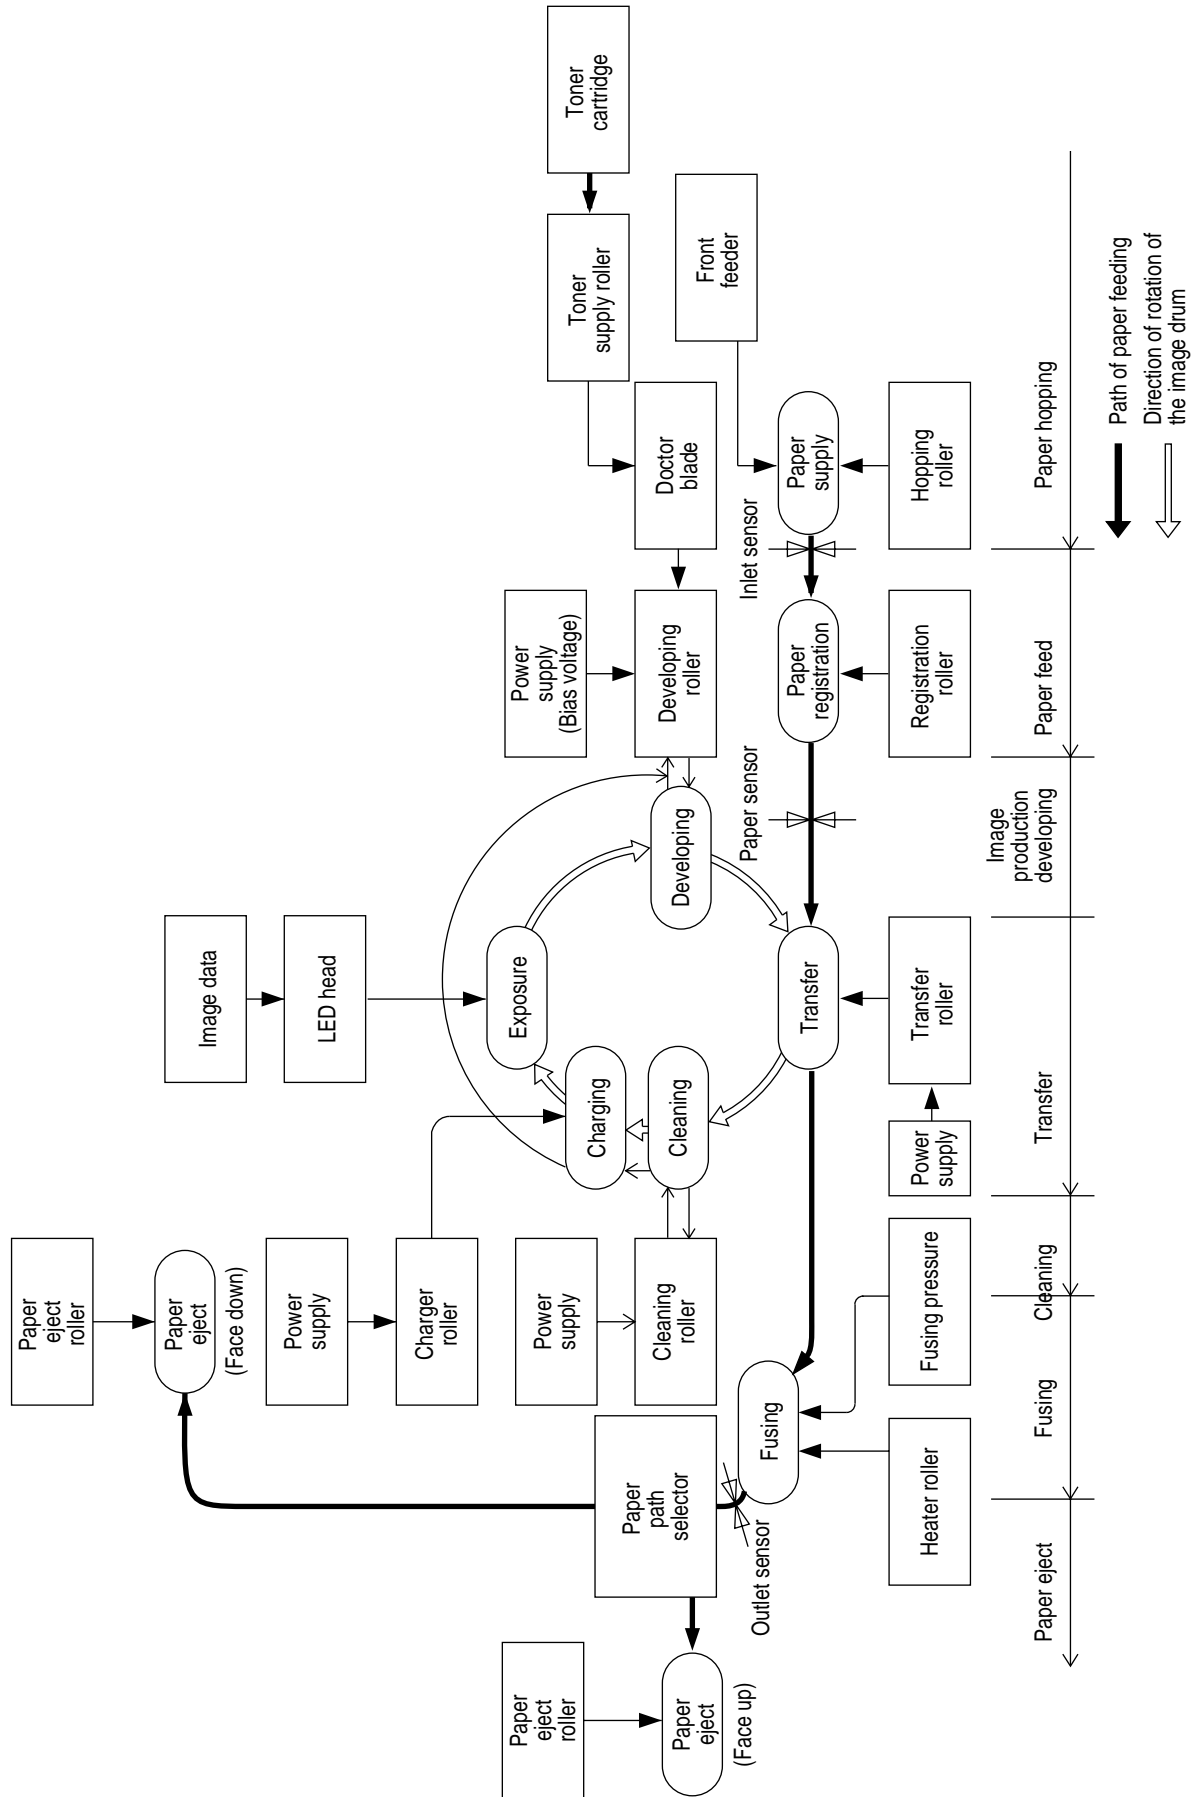 Toner
cartridge
Toner
supply roller
Front
feeder
Doctor
blade
Paper
supply
Hopping
roller
Inlet sensor
Power
supply
(Bias voltage)
Developing
roller
Paper
registration
Registration
roller
Paper sensor
Developing
Image data
LED head
Exposure
Charging
Cleaning
Transfer
Transfer
roller
Power
supply
Paper
eject
roller
Paper
eject
(Face down)
Power
supply
Charger
roller
Power
supply
Cleaning
roller
Fusing pressure
Fusing
Heater roller
Paper
path
selector
Outlet sensor
Paper
eject
roller
Paper
eject
(Face up)
Paper hopping
Paper feed
Image
production
developing
Transfer
Cleaning
Fusing
Paper eject
Path of paper feeding
Direction of rotation of
the image drum